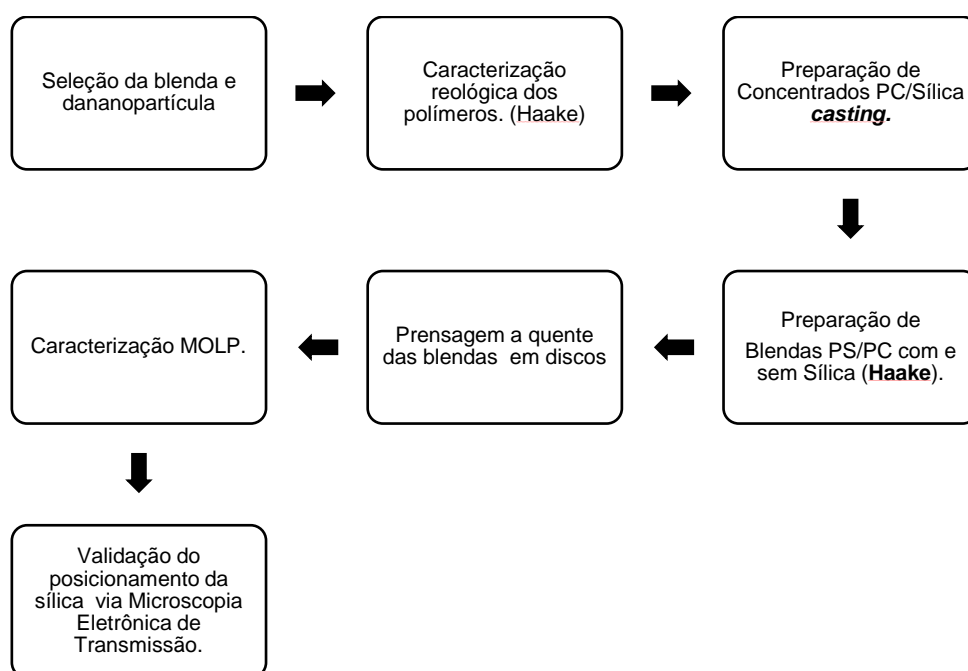 Seleção da blenda e
dananopartícula
Caracterização
reológica dos
polímeros. (Haake)
Preparação de
Concentrados PC/Sílica
casting.
Preparação de
Blendas PS/PC com e
sem Sílica (Haake).
Prensagem a quente
das blendas em discos
Caracterização MOLP.
Validação do
posicionamento da
sílica via Microscopia
Eletrônica de
Transmissão.